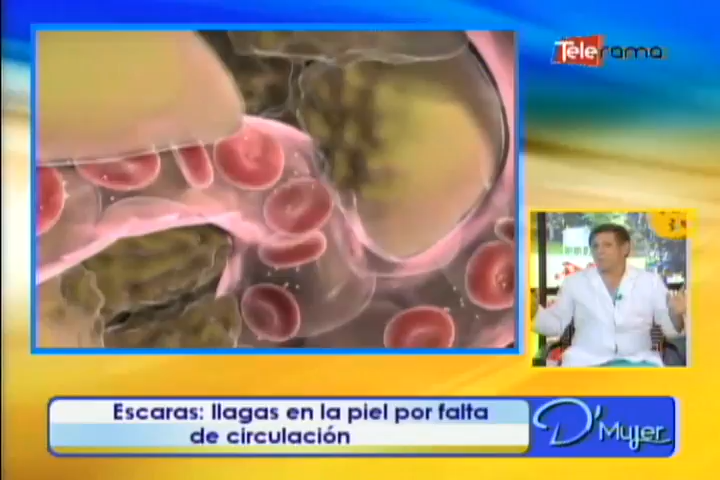 Telerama
Escaras: llagas en la piel por falta
de circulación
D'Mujer